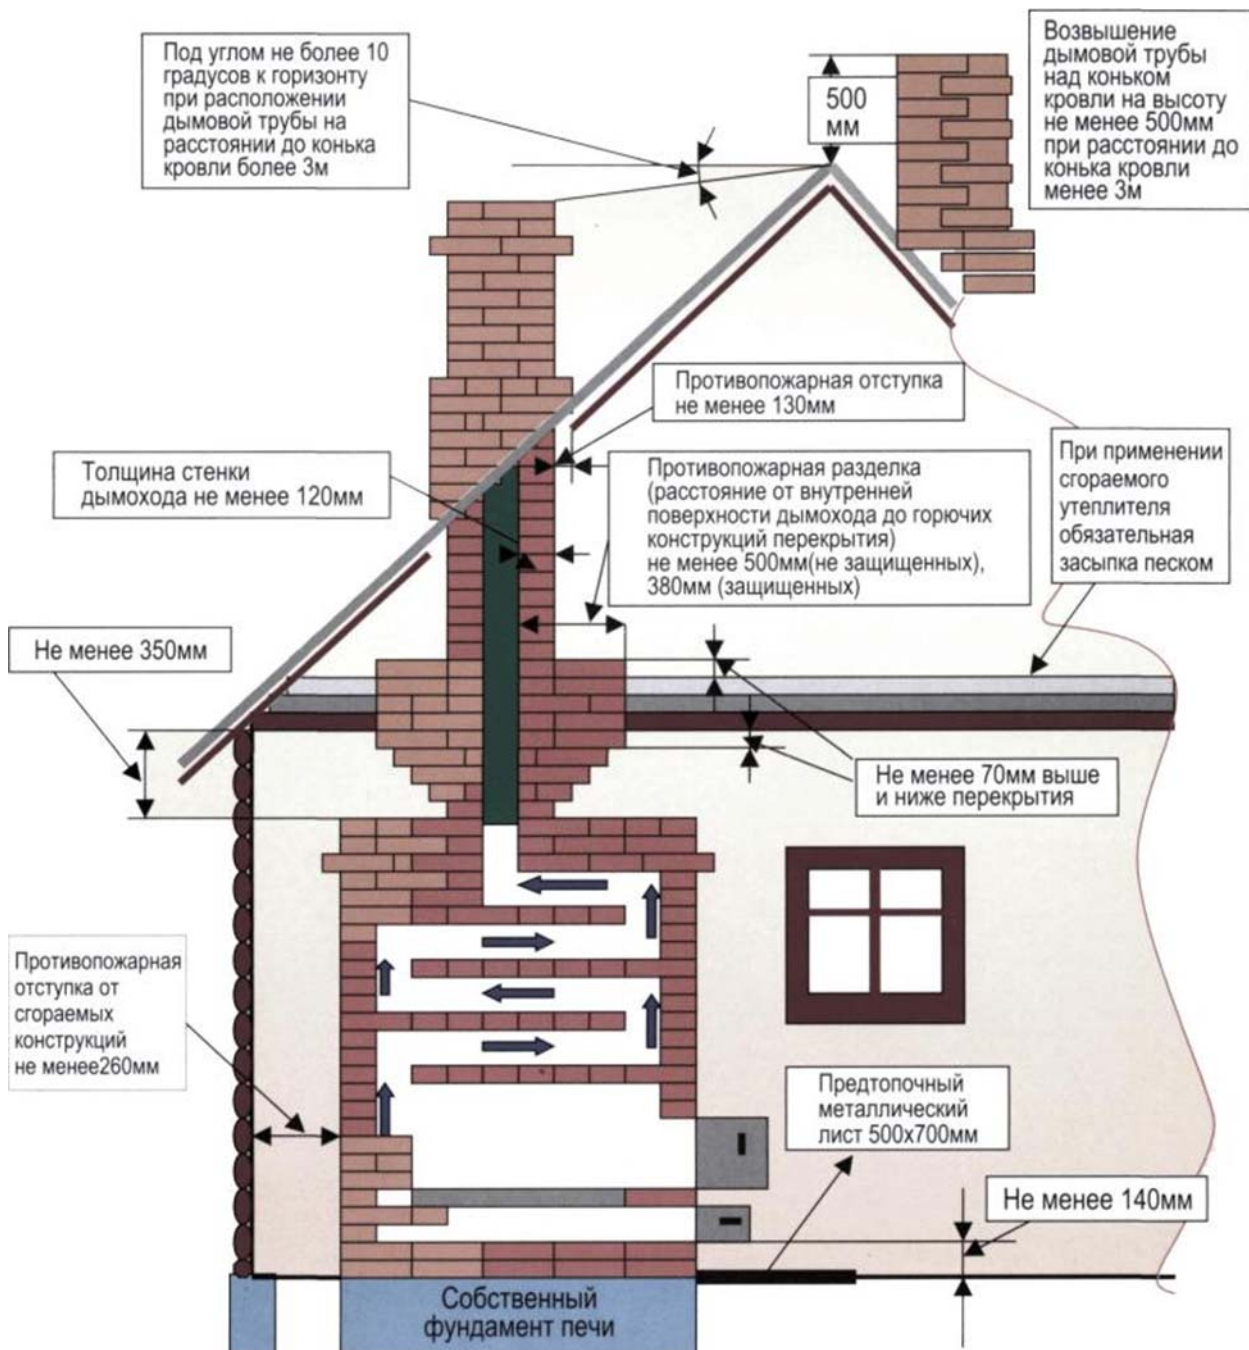 Под углом не более 10
градусов к горизонту
при расположении
дымовой трубы на
расстоянии до конька
кровли более 3м
500
мм
Возвышение
дымовой трубы
над коньком
кровли на высоту
не менее 500мм
при расстоянии до
конька кровли
менее 3м
Противопожарная отступка
не менее 130мм
Толщина стенки
дымохода не менее 120мм
Противопожарная разделка
(расстояние от внутренней
поверхности дымохода до горючих
конструкций перекрытия)
не менее 500мм(не защищенных),
380мм (защищенных)
При применении
сгораемого
утеплителя
обязательная
засыпка песком
Не менее 350мм
Не менее 70мм выше
и ниже перекрытия
Противопожарная
отступка от
сгораемых
конструкций
не менее260мм
Предтопочный
металлический
лист 500х700мм
Не менее 140мм
Собственный
фундамент печи